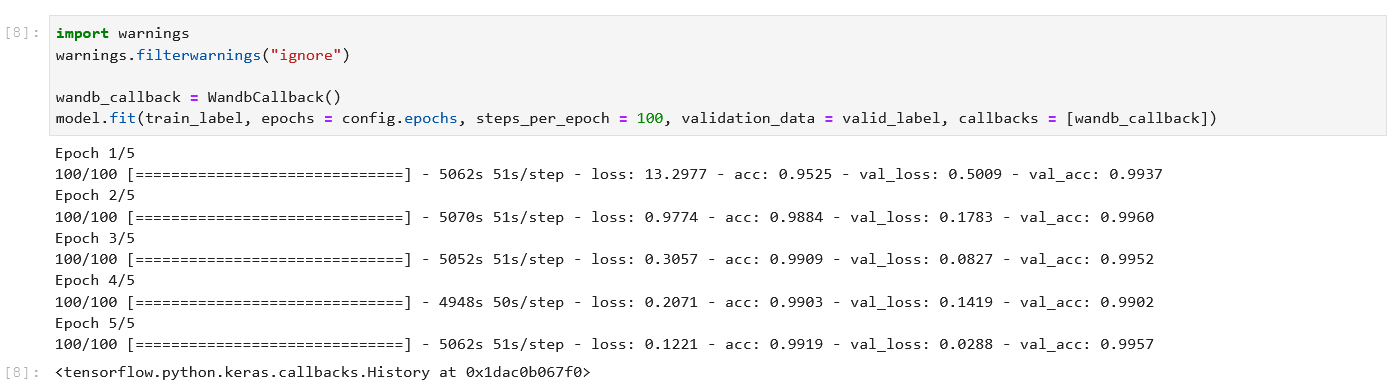 [8]: import warnings
warnings.filterwarnings("ignore")
wandb_callback = WandbCallback()
model.fit(train_label, epochs = config.epochs, steps_per_epoch = 100, validation_data = valid_label, callbacks = [wandb_callback])
Epoch 1/5
100/100 [==============================] - 5062s 51s/step - loss: 13.2977 - acc: 0.9525 - val_loss: 0.5009 - val_acc: 0.9937
Epoch 2/5
100/100 [==============================] - 5070s 51s/step - loss: 0.9774 - acc: 0.9884 - val_loss: 0.1783 - val_acc: 0.9960
Epoch 3/5
100/100 [==============================] - 5052s 51s/step - loss: 0.3057 - acc: 0.9909 - val_loss: 0.0827 - val_acc: 0.9952
Epoch 4/5
100/100 [==============================] - 4948s 50s/step - loss: 0.2071 - acc: 0.9903 - val_loss: 0.1419 - val_acc: 0.9902
Epoch 5/5
100/100 [==============================] - 5062s 51s/step - loss: 0.1221 - acc: 0.9919 - val_loss: 0.0288 - val_acc: 0.9957
[8]: <tensorflow.python.keras.callbacks.History at 0x1dac0b067f0>